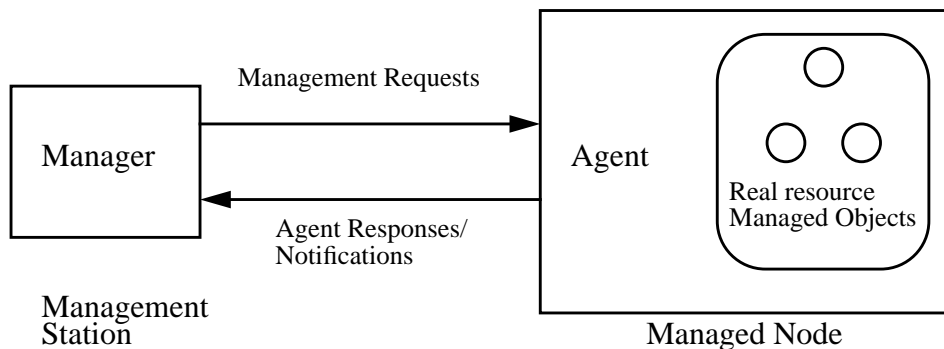 Management Requests
Manager
Agent
Real resource
Managed Objects
Agent Responses/
Notifications
Management
Station
Managed Node